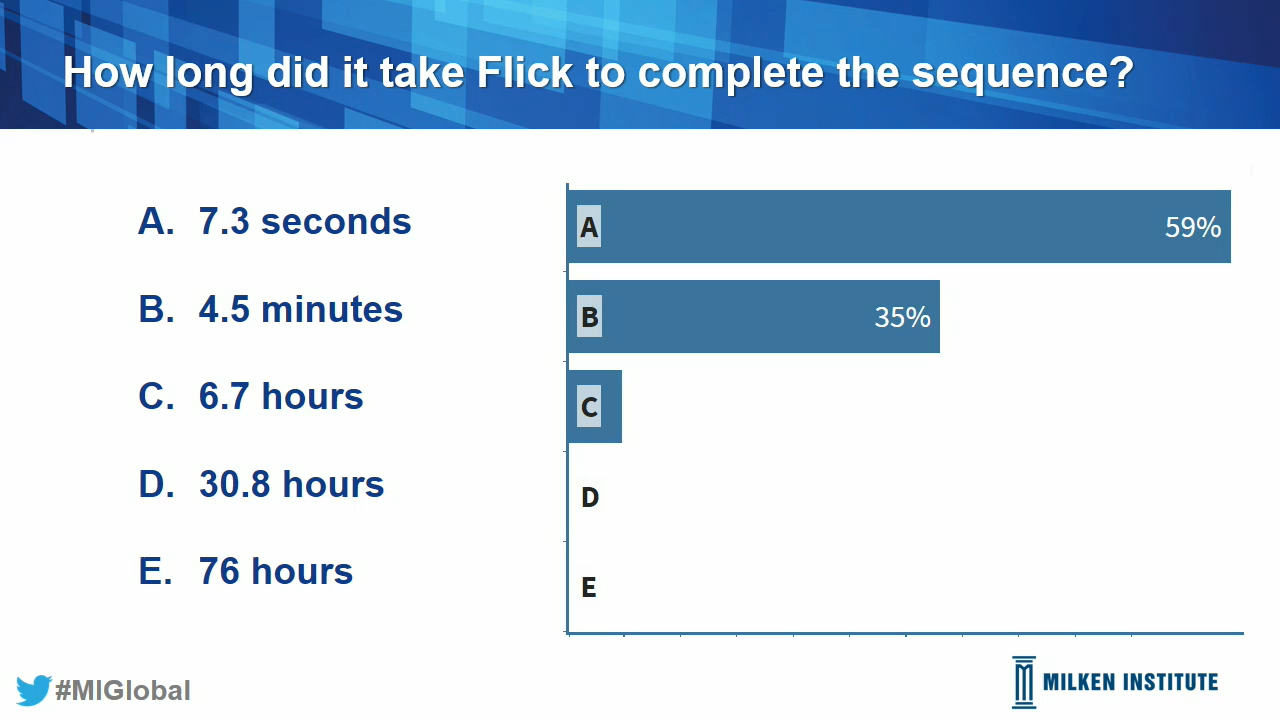 How long did it take Flick to complete the sequence?
A. 7.3 seconds
B. 4.5 minutes
C. 6.7 hours
D. 30.8 hours
E. 76 hours
A 59%
B 35%
C
D
E
#MIGlobal
MILKEN INSTITUTE